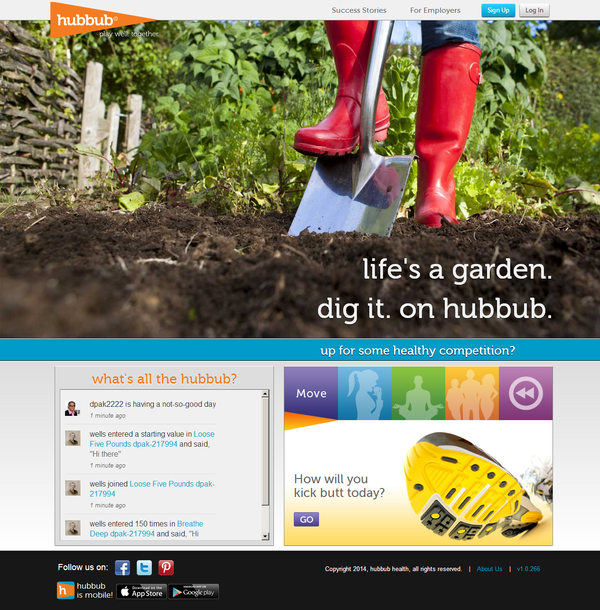 hubbub®
play well. together.
Success Stories
For Employers
Sign Up
Log In
life's a garden.
dig it. on hubbub.
up for some healthy competition?
what's all the hubbub?
dpak2222 is having a not-so-good day
1 minute ago
wells entered a starting value in Loose
Five Pounds dpak-217994 and said,
"Hi there"
1 minute ago
wells joined Loose Five Pounds dpak-
217994
1 minute ago
wells entered 150 times in Breathe
Deep dpak-217994 and said, "Hi
Move
How will you
kick butt today?
GO
Follow us on:
hubbub
is mobile!
Download on the
App Store
Google play
Copyright 2014, hubbub health, all rights reserved. | About Us | v1.0.266